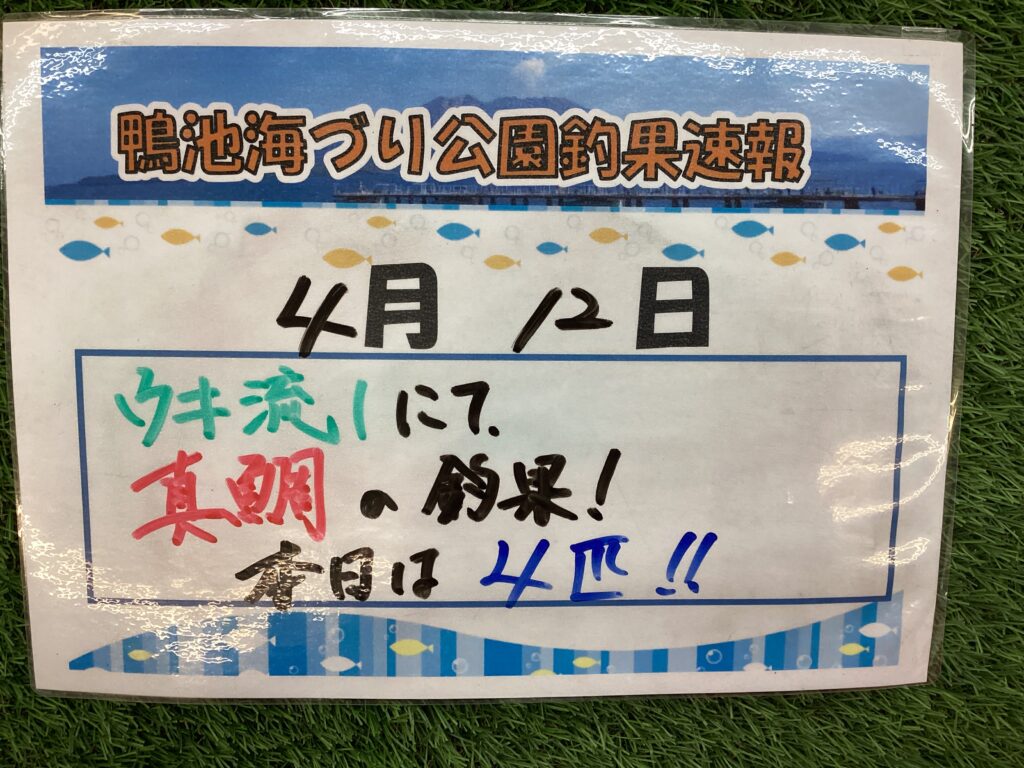 鴨池海づり公園釣果速報
4月 12日
ウキ流しにて.
真鯛の釣果!
本日は4匹!!